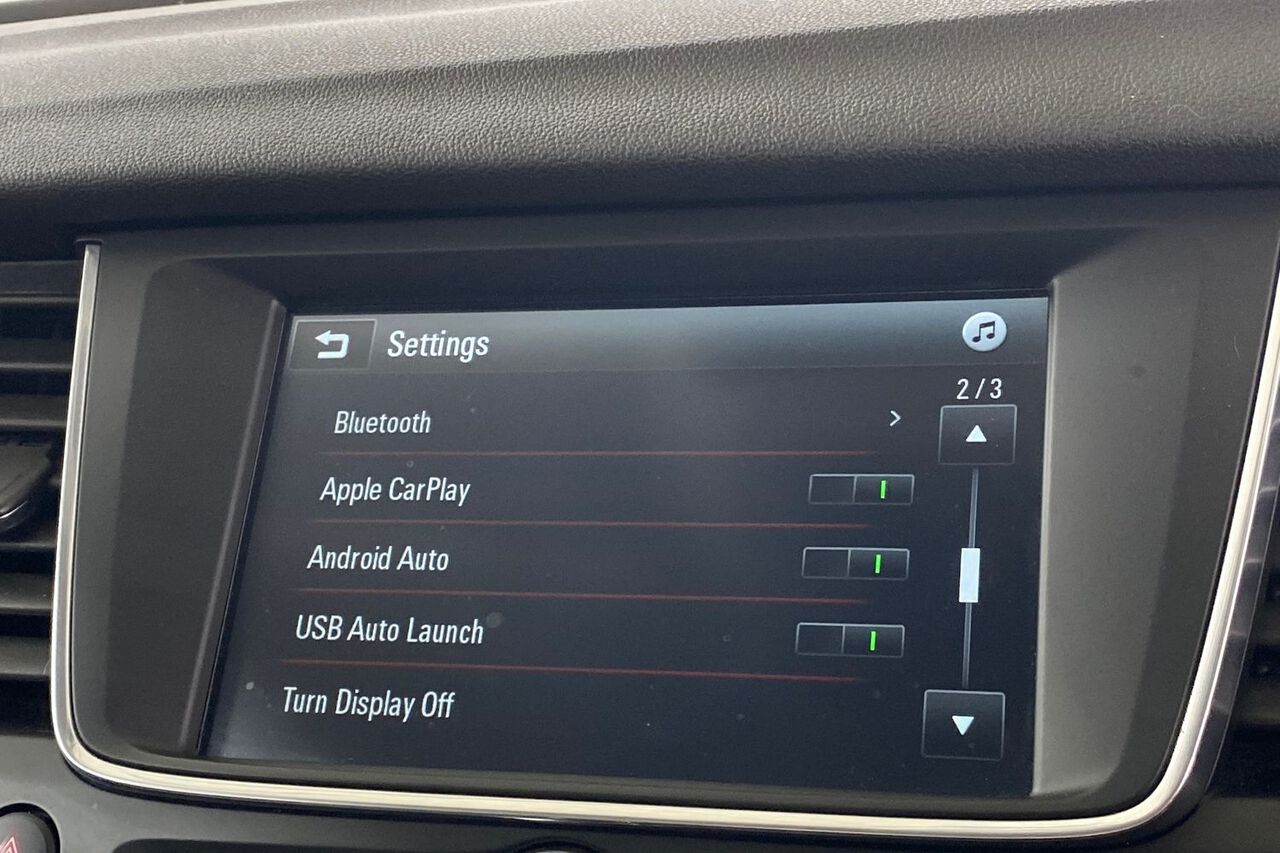 Settings
2/3
Bluetooth
Apple CarPlay
Android Auto
USB Auto Launch
Turn Display Off